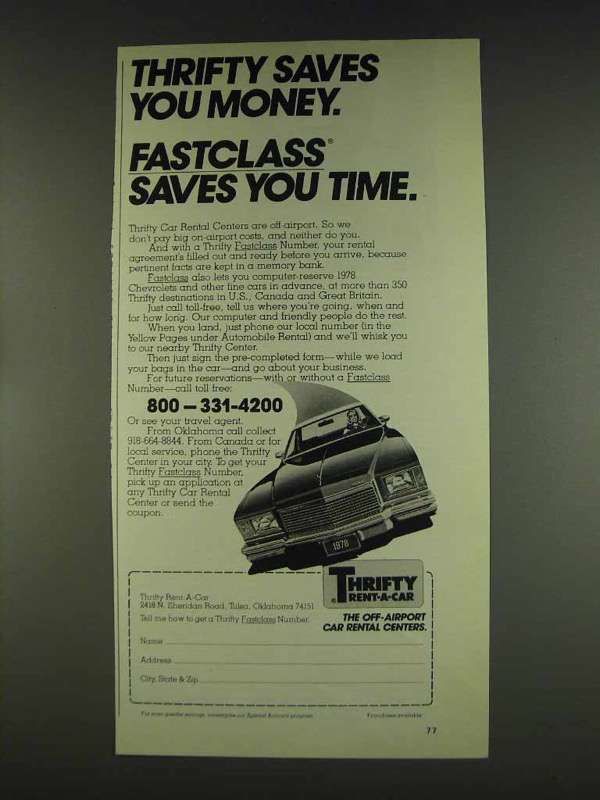 THRIFTY SAVES
YOU MONEY.
FASTCLASS®
SAVES YOU TIME.
Thrifty Car Rental Centers are off-airport. So we
don't pay big on-airport costs, and neither do you.
And with a Thrifty Fastclass Number, your rental
agreement's filled out and ready before you arrive, because
pertinent facts are kept in a memory bank.
Fastclass also lets you computer-reserve 1978
Chevrolets and other fine cars in advance, at more than 350
Thrifty destinations in U.S., Canada and Great Britain.
Just call toll-free, tell us where you're going, when and
for how long. Our computer and friendly people do the rest.
When you land, just phone our local number (in the
Yellow Pages under Automobile Rental) and we'll whisk you
to our nearby Thrifty Center.
Then just sign the pre-completed form—while we load
your bags in the car—and go about your business.
For future reservations—with or without a Fastclass
Number—call toll free:
800–331-4200
Or see your travel agent.
From Oklahoma call collect
918-664-8844. From Canada or for
local service, phone the Thrifty
Center in your city. To get your
Thrifty Fastclass Number,
pick up an application at
any Thrifty Car Rental
Center or send the
coupon.
1978
THRIFTY
RENT-A-CAR
THE OFF-AIRPORT
CAR RENTAL CENTERS.
Thrifty Rent-A-Car
2418 N. Sheridan Road, Tulsa, Oklahoma 74151
Tell me how to get a Thrifty Fastclass Number.
Name
Address
City, State & Zip
For even greater savings, investigate our Special Account program.
Franchises available
77